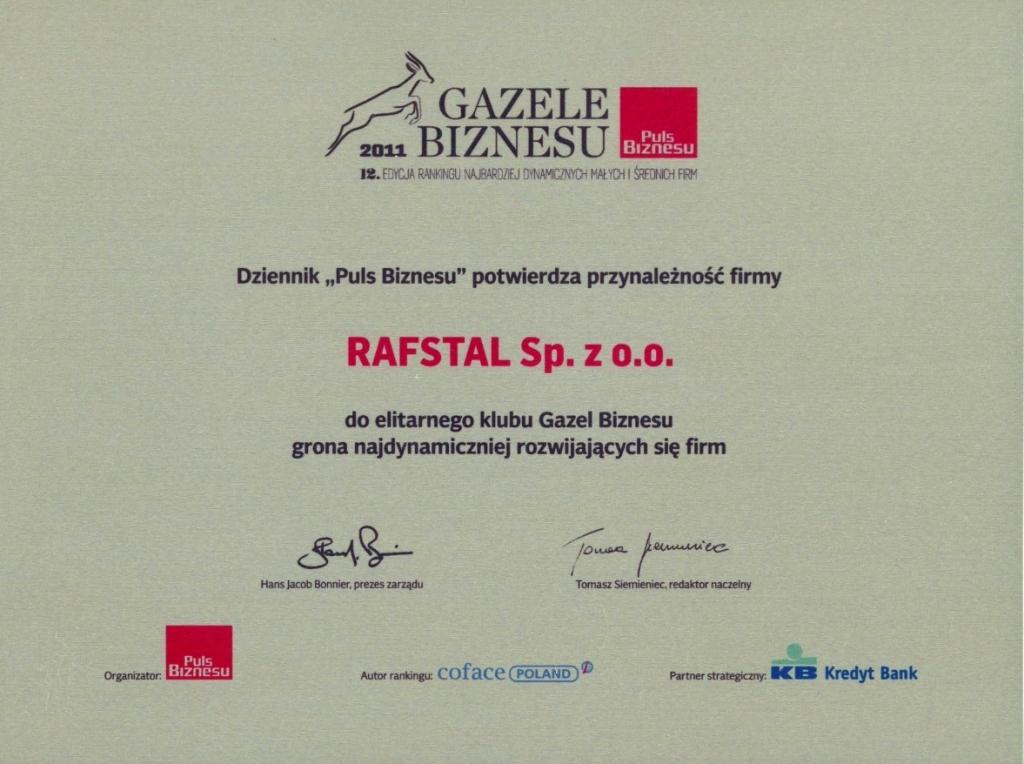 GAZELE
2011 BIZNESU
Puls
Biznesu
12. EDYCJA RANKINGU NAJBARDZIEJ DYNAMICZNYCH MAŁYCH I ŚREDNICH FIRM
Dziennik „Puls Biznesu” potwierdza przynależność firmy
RAFSTAL Sp. z o.o.
do elitarnego klubu Gazel Biznesu
grona najdynamiczniej rozwijających się firm
Hans Jacob Bonnier, prezes zarządu
Tomasz Siemieniec, redaktor naczelny
Organizator: Puls Biznesu
Autor rankingu: coface POLAND
Partner strategiczny: KB Kredyt Bank